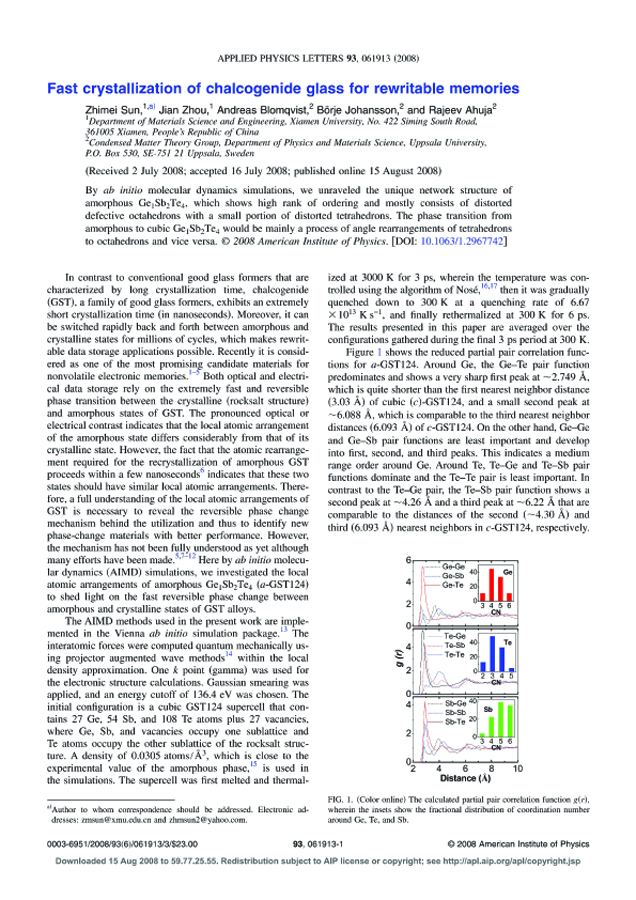 APPLIED PHYSICS LETTERS 93, 061913 (2008)
Fast crystallization of chalcogenide glass for rewritable memories
Zhimei Sun,1,a) Jian Zhou,1 Andreas Blomqvist,2 Börje Johansson,2 and Rajeev Ahuja2
1Department of Materials Science and Engineering, Xiamen University, No. 422 Siming South Road,
361005 Xiamen, People's Republic of China
2Condensed Matter Theory Group, Department of Physics and Materials Science, Uppsala University,
P.O. Box 530, SE-751 21 Uppsala, Sweden
(Received 2 July 2008; accepted 16 July 2008; published online 15 August 2008)
By ab initio molecular dynamics simulations, we unraveled the unique network structure of
amorphous Ge1Sb2Te4, which shows high rank of ordering and mostly consists of distorted
defective octahedrons with a small portion of distorted tetrahedrons. The phase transition from
amorphous to cubic Ge1Sb2Te4 would be mainly a process of angle rearrangements of tetrahedrons
to octahedrons and vice versa. © 2008 American Institute of Physics. [DOI: 10.1063/1.2967742]
In contrast to conventional good glass formers that are
characterized by long crystallization time, chalcogenide
(GST), a family of good glass formers, exhibits an extremely
short crystallization time (in nanoseconds). Moreover, it can
be switched rapidly back and forth between amorphous and
crystalline states for millions of cycles, which makes rewrit-
able data storage applications possible. Recently it is consid-
ered as one of the most promising candidate materials for
nonvolatile electronic memories.1–5 Both optical and electri-
cal data storage rely on the extremely fast and reversible
phase transition between the crystalline (rocksalt structure)
and amorphous states of GST. The pronounced optical or
electrical contrast indicates that the local atomic arrangement
of the amorphous state differs considerably from that of its
crystalline state. However, the fact that the atomic rearrange-
ment required for the recrystallization of amorphous GST
proceeds within a few nanoseconds6 indicates that these two
states should have similar local atomic arrangements. There-
fore, a full understanding of the local atomic arrangements of
GST is necessary to reveal the reversible phase change
mechanism behind the utilization and thus to identify new
phase-change materials with better performance. However,
the mechanism has not been fully understood as yet although
many efforts have been made.5,7–12 Here by ab initio molecu-
lar dynamics (AIMD) simulations, we investigated the local
atomic arrangements of amorphous Ge1Sb2Te4 (a-GST124)
to shed light on the fast reversible phase change between
amorphous and crystalline states of GST alloys.
The AIMD methods used in the present work are imple-
mented in the Vienna ab initio simulation package.13 The
interatomic forces were computed quantum mechanically us-
ing projector augmented wave methods14 within the local
density approximation. One k point (gamma) was used for
the electronic structure calculations. Gaussian smearing was
applied, and an energy cutoff of 136.4 eV was chosen. The
initial configuration is a cubic GST124 supercell that con-
tains 27 Ge, 54 Sb, and 108 Te atoms plus 27 vacancies,
where Ge, Sb, and vacancies occupy one sublattice and
Te atoms occupy the other sublattice of the rocksalt struc-
ture. A density of 0.0305 atoms/Å3, which is close to the
experimental value of the amorphous phase,15 is used in
the simulations. The supercell was first melted and thermal-
a)Author to whom correspondence should be addressed. Electronic ad-
dresses: zmsun@xmu.edu.cn and zhmsun2@yahoo.com.
ized at 3000 K for 3 ps, wherein the temperature was con-
trolled using the algorithm of Nosé,16,17 then it was gradually
quenched down to 300 K at a quenching rate of 6.67
×1013 K s−1, and finally rethermalized at 300 K for 6 ps.
The results presented in this paper are averaged over the
configurations gathered during the final 3 ps period at 300 K.
Figure 1 shows the reduced partial pair correlation func-
tions for a-GST124. Around Ge, the Ge–Te pair function
predominates and shows a very sharp first peak at ~2.749 Å,
which is quite shorter than the first nearest neighbor distance
(3.03 Å) of cubic (c)-GST124, and a small second peak at
~6.088 Å, which is comparable to the third nearest neighbor
distances (6.093 Å) of c-GST124. On the other hand, Ge–Ge
and Ge–Sb pair functions are least important and develop
into first, second, and third peaks. This indicates a medium
range order around Ge. Around Te, Te–Ge and Te–Sb pair
functions dominate and the Te–Te pair is least important. In
contrast to the Te–Ge pair, the Te–Sb pair function shows a
second peak at ~4.26 Å and a third peak at ~6.22 Å that are
comparable to the distances of the second (~4.30 Å) and
third (6.093 Å) nearest neighbors in c-GST124, respectively.
6
4
2
0
Ge-Ge
Ge-Sb
Ge-Te
40
20
0
Ge
3 4 5 6
CN
4
2
0
Te-Ge
Te-Sb
Te-Te
40
20
0
Te
2 3 4 5
CN
4
2
0
Sb-Ge
Sb-Sb
Sb-Te
40
20
0
Sb
3 4 5 6
CN
g (r)
2 4 6 8 10
Distance (Å)
FIG. 1. (Color online) The calculated partial pair correlation function g(r),
wherein the insets show the fractional distribution of coordination number
around Ge, Te, and Sb.
0003-6951/2008/93(6)/061913/3/$23.00 93, 061913-1 © 2008 American Institute of Physics
Downloaded 15 Aug 2008 to 59.77.25.55. Redistribution subject to AIP license or copyright; see http://apl.aip.org/apl/copyright.jsp